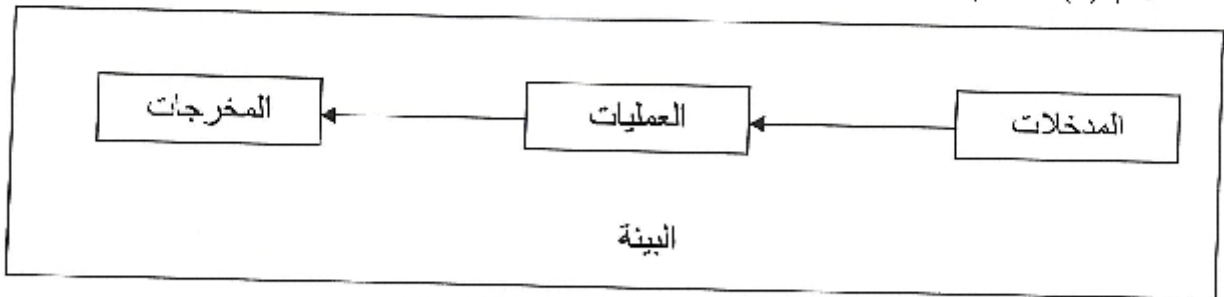 المدخلات
العمليات
المخرجات
البيئة